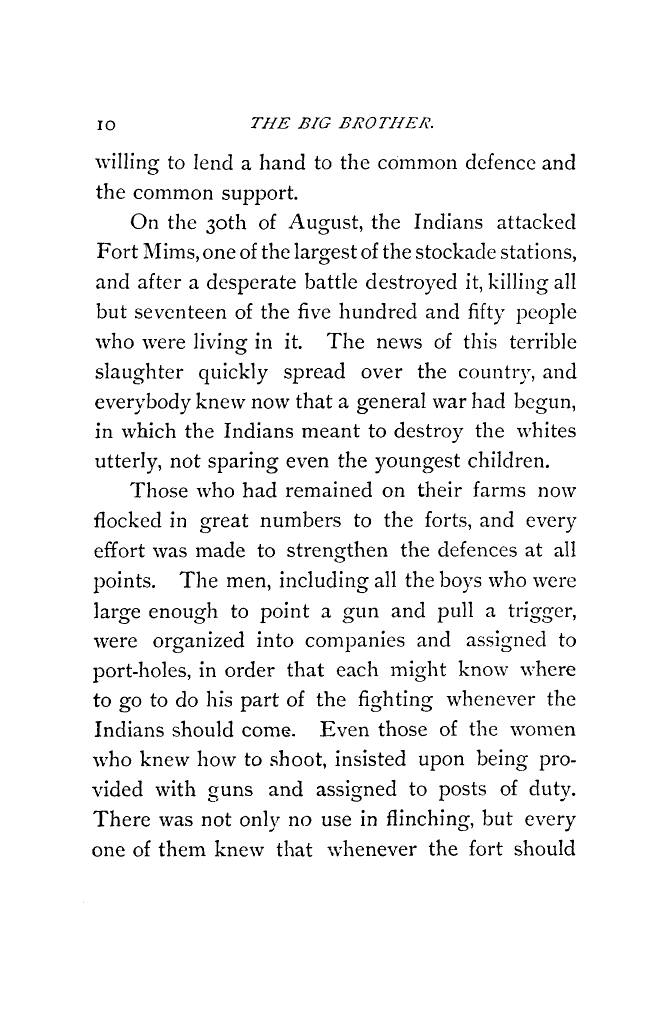 10 THE BIG BROTHER.
willing to lend a hand to the common defence and
the common support.
On the 30th of August, the Indians attacked
Fort Mims, one of the largest of the stockade stations,
and after a desperate battle destroyed it, killing all
but seventeen of the five hundred and fifty people
who were living in it. The news of this terrible
slaughter quickly spread over the country, and
everybody knew now that a general war had begun,
in which the Indians meant to destroy the whites
utterly, not sparing even the youngest children.
Those who had remained on their farms now
flocked in great numbers to the forts, and every
effort was made to strengthen the defences at all
points. The men, including all the boys who were
large enough to point a gun and pull a trigger,
were organized into companies and assigned to
port-holes, in order that each might know where
to go to do his part of the fighting whenever the
Indians should come. Even those of the women
who knew how to shoot, insisted upon being pro-
vided with guns and assigned to posts of duty.
There was not only no use in flinching, but every
one of them knew that whenever the fort should